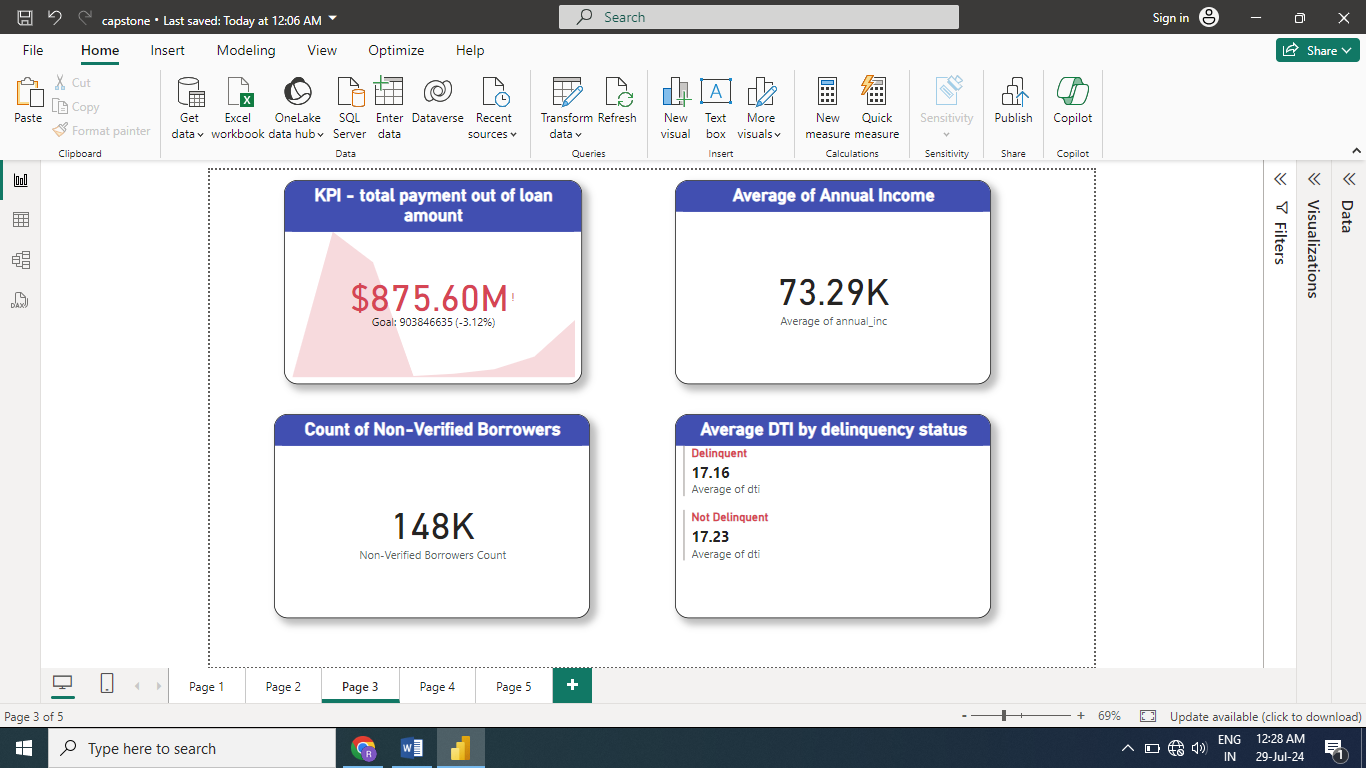 capstone • Last saved: Today at 12:06 AM
Search
Sign in
File Home Insert Modeling View Optimize Help
Share
Paste
Cut
Copy
Format painter
Clipboard
Get data
Excel workbook
OneLake data hub
SQL Server
Enter data
Dataverse
Recent sources
Data
Transform data
Refresh
Queries
New visual
Text box
More visuals
Insert
New measure
Quick measure
Calculations
Sensitivity
Sensitivity
Publish
Share
Copilot
Copilot
KPI - total payment out of loan
amount
$875.60M!
Goal: 903846635 (-3.12%)
Average of Annual Income
73.29K
Average of annual_inc
Count of Non-Verified Borrowers
148K
Non-Verified Borrowers Count
Average DTI by delinquency status
Delinquent
17.16
Average of dti
Not Delinquent
17.23
Average of dti
Filters
Visualizations
Data
DAX
Page 1 Page 2 Page 3 Page 4 Page 5 +
Page 3 of 5
- + 69%
Update available (click to download)
Type here to search
R
W
ENG
IN
12:28 AM
29-Jul-24
1